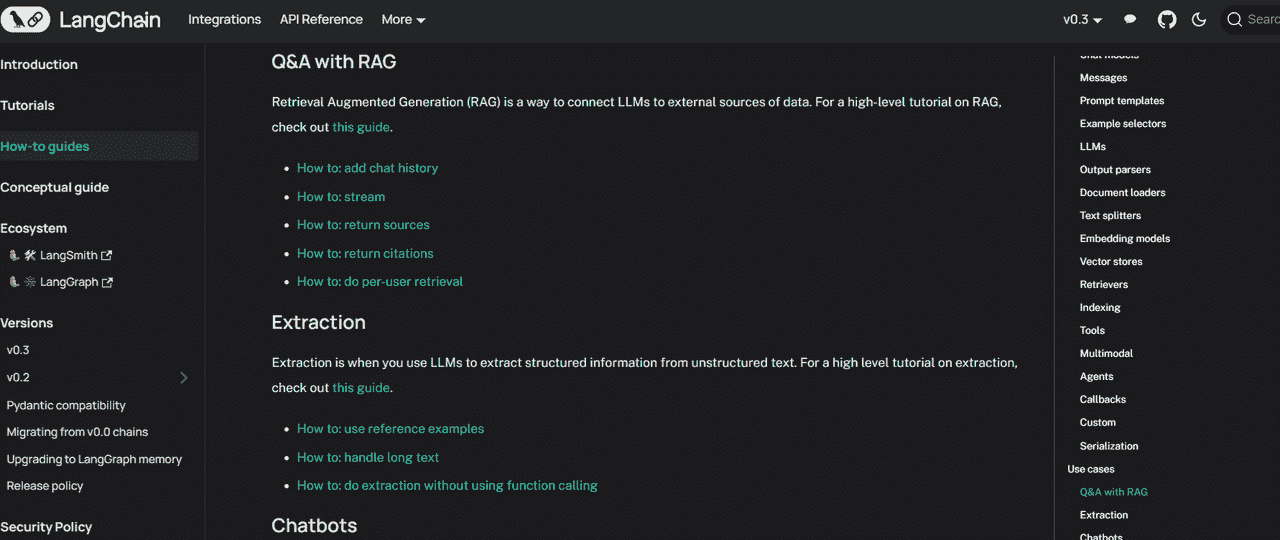 LangChain
Integrations
API Reference
More
v0.3
Introduction
Tutorials
How-to guides
Conceptual guide
Ecosystem
LangSmith
LangGraph
Versions
v0.3
v0.2
Pydantic compatibility
Migrating from v0.0 chains
Upgrading to LangGraph memory
Release policy
Security Policy
Q&A with RAG
Retrieval Augmented Generation (RAG) is a way to connect LLMs to external sources of data. For a high-level tutorial on RAG,
check out this guide.
How to: add chat history
How to: stream
How to: return sources
How to: return citations
How to: do per-user retrieval
Extraction
Extraction is when you use LLMs to extract structured information from unstructured text. For a high level tutorial on extraction,
check out this guide.
How to: use reference examples
How to: handle long text
How to: do extraction without using function calling
Chatbots
Chat models
Messages
Prompt templates
Example selectors
LLMs
Output parsers
Document loaders
Text splitters
Embedding models
Vector stores
Retrievers
Indexing
Tools
Multimodal
Agents
Callbacks
Custom
Serialization
Use cases
Q&A with RAG
Extraction
Chatbots